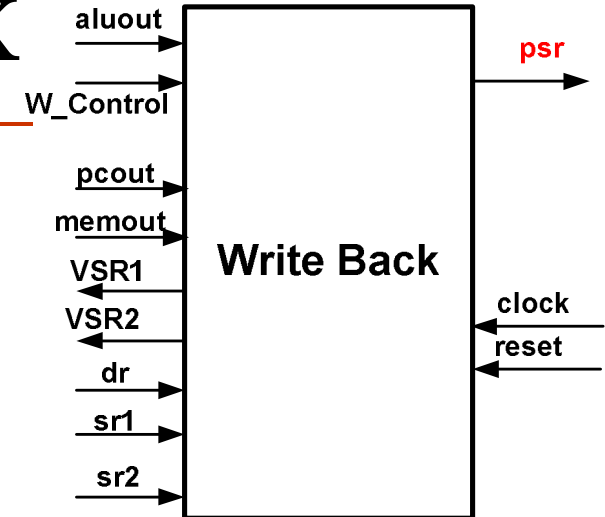 aluout
psr
W_Control
pcout
memout
Write Back
VSR1
clock
VSR2
reset
dr
sr1
sr2